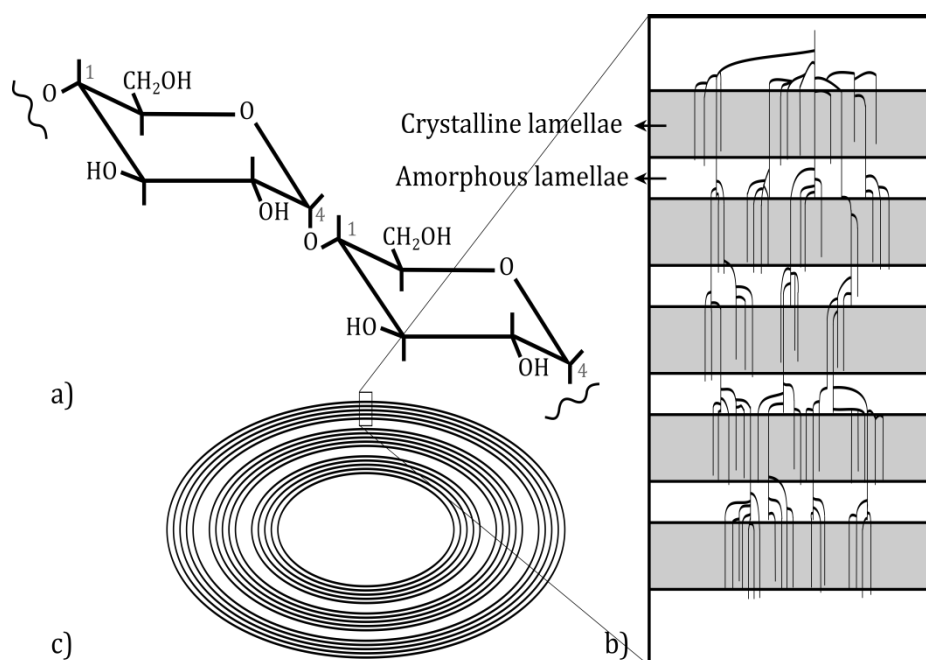 1
O
CH₂OH
O
HO
OH
4
O
1
CH₂OH
O
HO
OH
4
Crystalline lamellae
Amorphous lamellae
a)
c)
b)